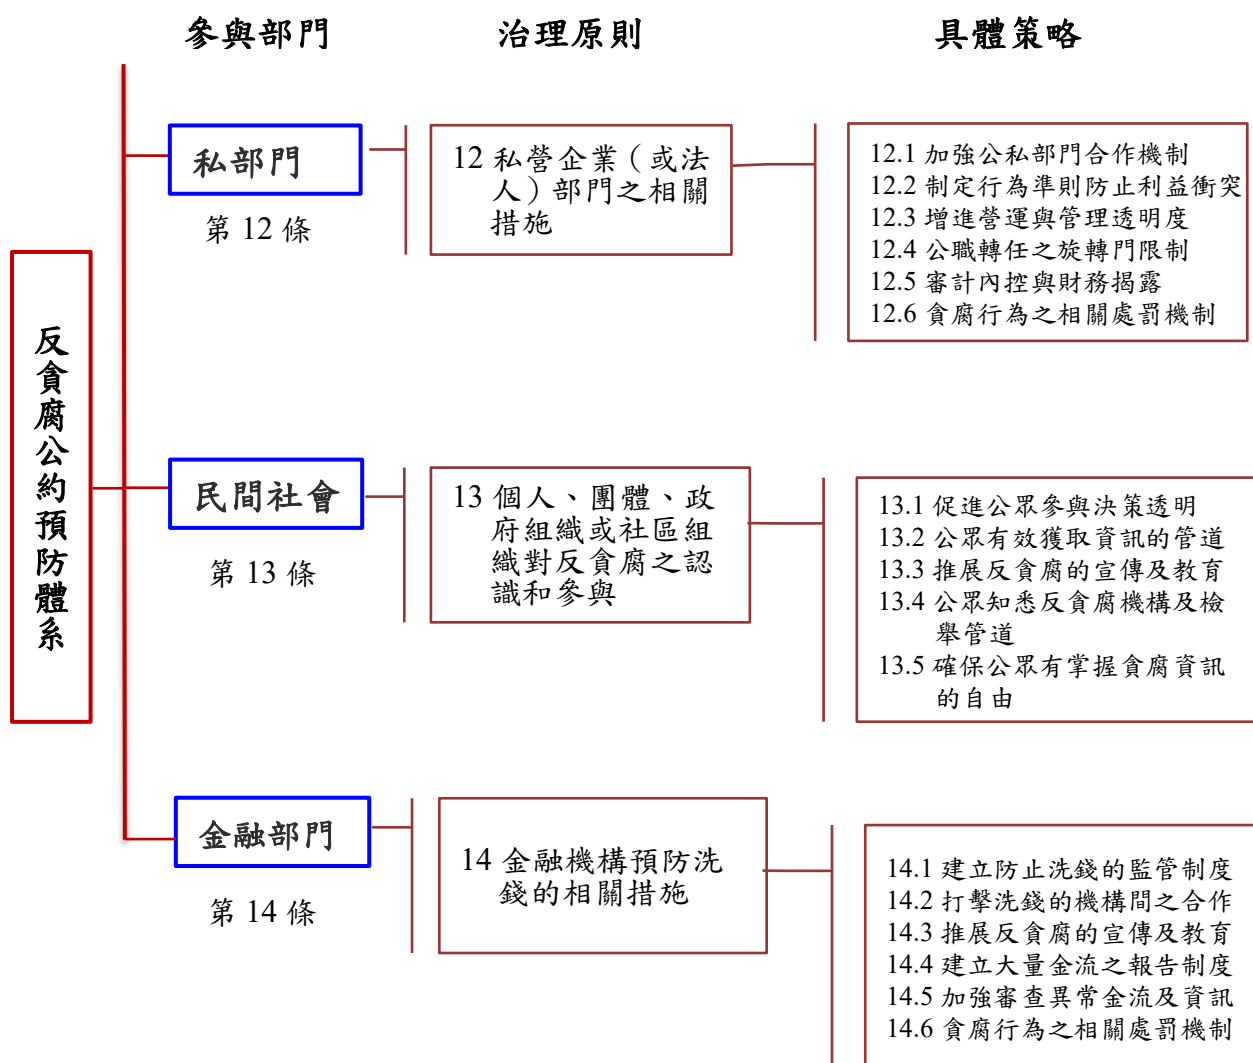 參與部門
治理原則
具體策略
反貪腐公約預防體系
私部門
第 12 條
12 私營企業（或法
人）部門之相關
措施
12.1 加強公私部門合作機制
12.2 制定行為準則防止利益衝突
12.3 增進營運與管理透明度
12.4 公職轉任之旋轉門限制
12.5 審計內控與財務揭露
12.6 貪腐行為之相關處罰機制
民間社會
第 13 條
13 個人、團體、政
府組織或社區組
織對反貪腐之認
識和參與
13.1 促進公眾參與決策透明
13.2 公眾有效獲取資訊的管道
13.3 推展反貪腐的宣傳及教育
13.4 公眾知悉反貪腐機構及檢
舉管道
13.5 確保公眾有掌握貪腐資訊
的自由
金融部門
第 14 條
14 金融機構預防洗
錢的相關措施
14.1 建立防止洗錢的監管制度
14.2 打擊洗錢的機構間之合作
14.3 推展反貪腐的宣傳及教育
14.4 建立大量金流之報告制度
14.5 加強審查異常金流及資訊
14.6 貪腐行為之相關處罰機制